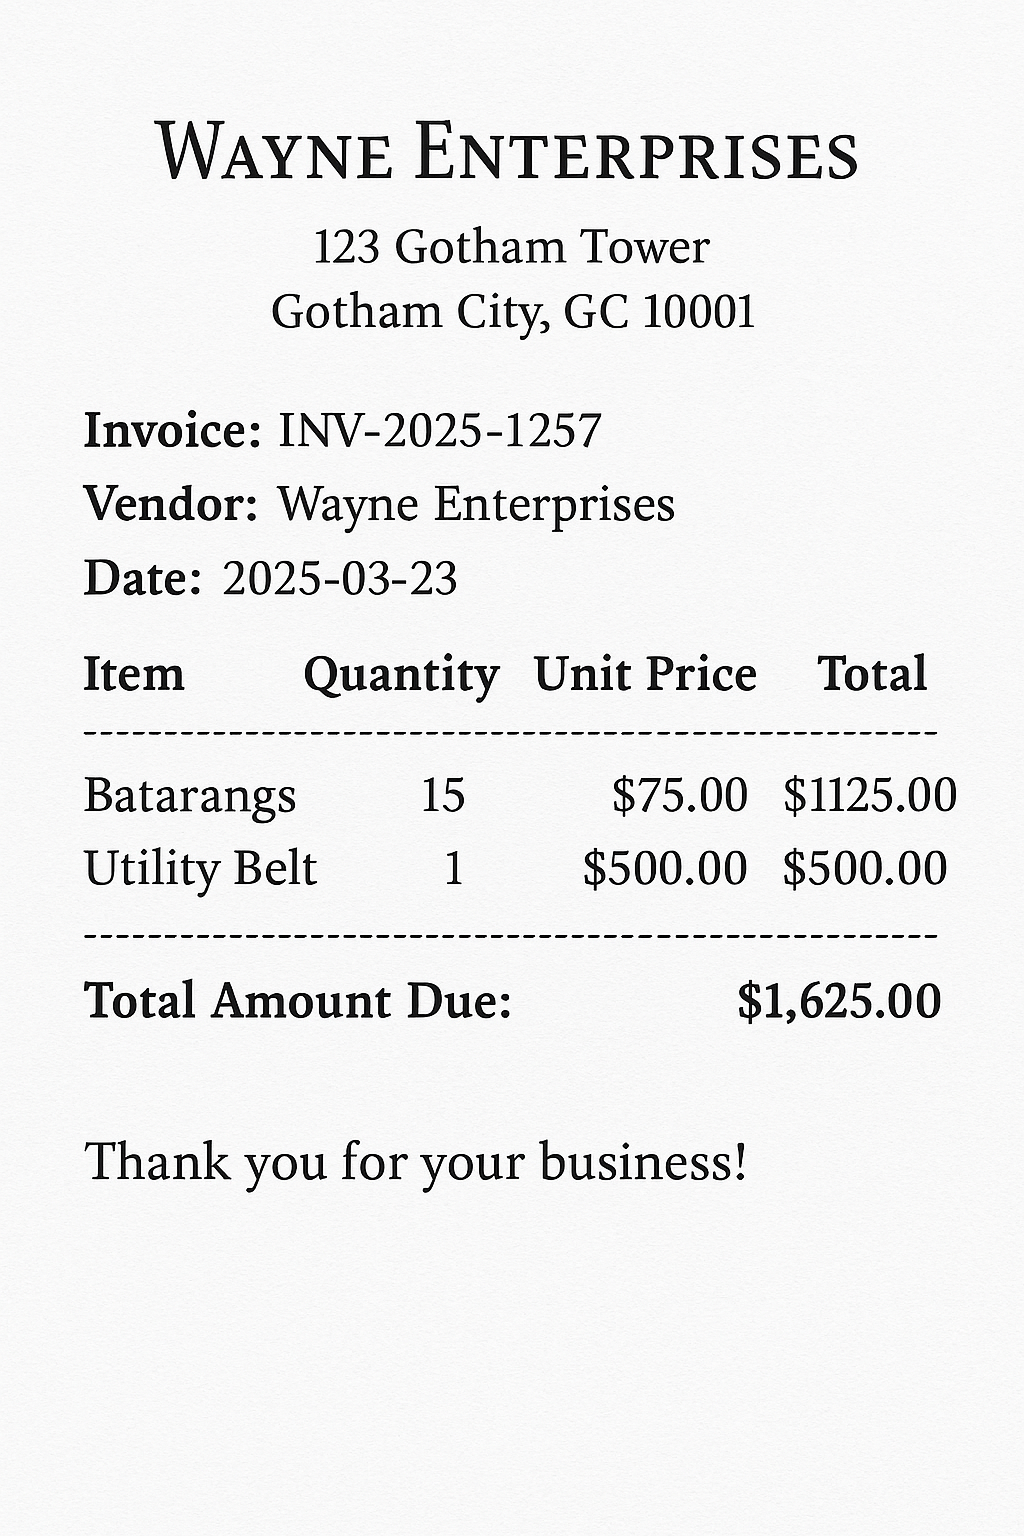 WAYNE ENTERPRISES
123 Gotham Tower
Gotham City, GC 10001
Invoice: INV-2025-1257
Vendor: Wayne Enterprises
Date: 2025-03-23
Item Quantity Unit Price Total
------------------------------------------------------
Batarangs 15 $75.00 $1125.00
Utility Belt 1 $500.00 $500.00
------------------------------------------------------
Total Amount Due: $1,625.00
Thank you for your business!